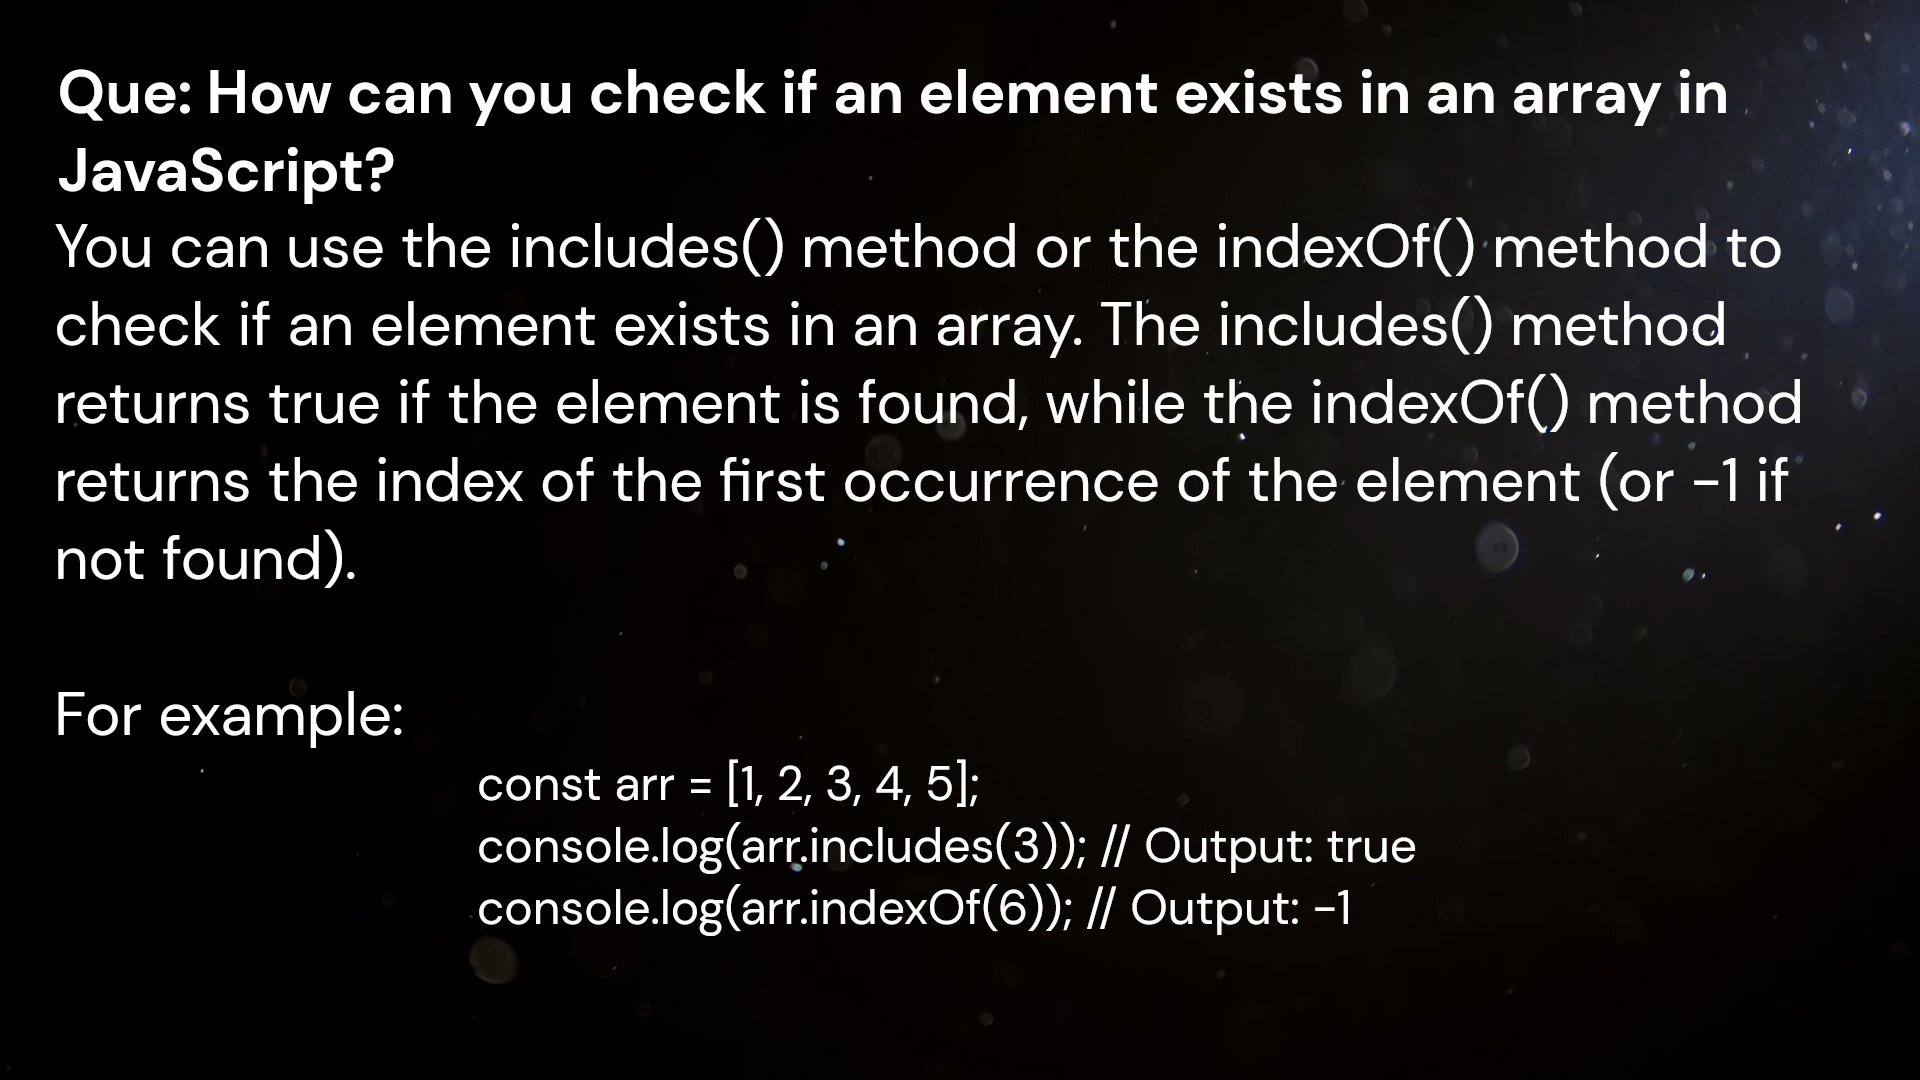 Que: How can you check if an element exists in an array in
JavaScript?
You can use the includes() method or the indexOf() method to
check if an element exists in an array. The includes() method
returns true if the element is found, while the indexOf() method
returns the index of the first occurrence of the element (or -1 if
not found).
For example:
const arr = [1, 2, 3, 4, 5];
console.log(arr.includes(3)); // Output: true
console.log(arr.indexOf(6)); // Output: -1